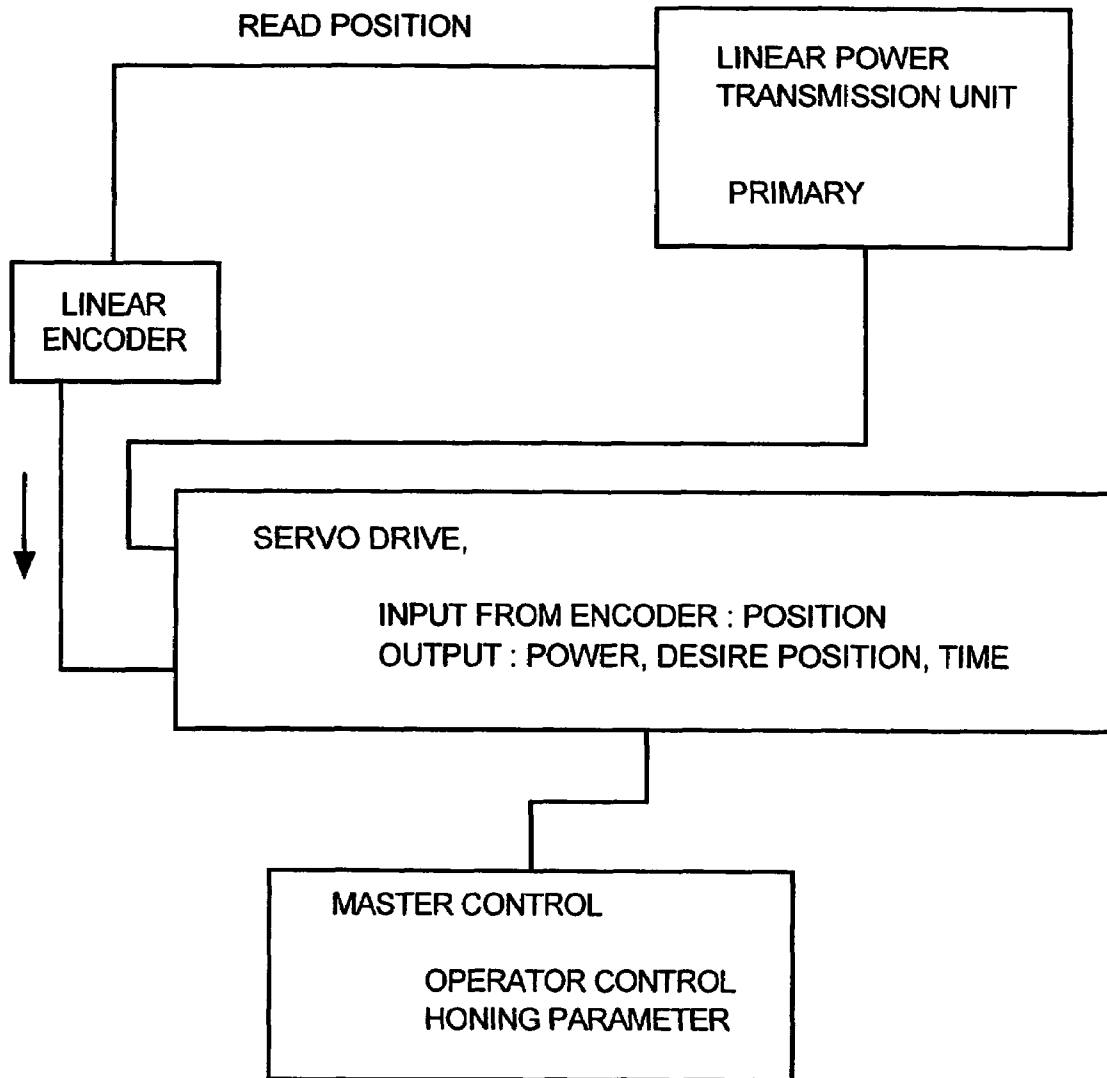 READ POSITION
LINEAR POWER
TRANSMISSION UNIT
PRIMARY
LINEAR
ENCODER
SERVO DRIVE,
INPUT FROM ENCODER : POSITION
OUTPUT : POWER, DESIRE POSITION, TIME
MASTER CONTROL
OPERATOR CONTROL
HONING PARAMETER